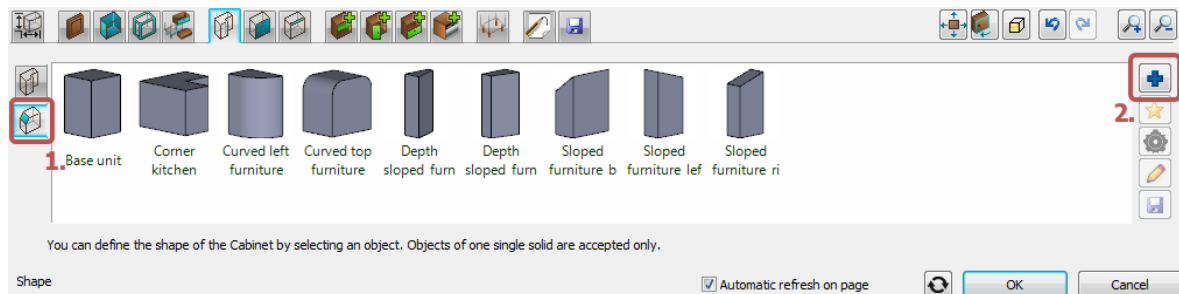 2.
1.
Base unit
Corner
kitchen
Curved left
furniture
Curved top
furniture
Depth
sloped furn
Depth
sloped furn
Sloped
furniture b
Sloped
furniture lef
Sloped
furniture ri
You can define the shape of the Cabinet by selecting an object. Objects of one single solid are accepted only.
Shape
Automatic refresh on page
OK
Cancel